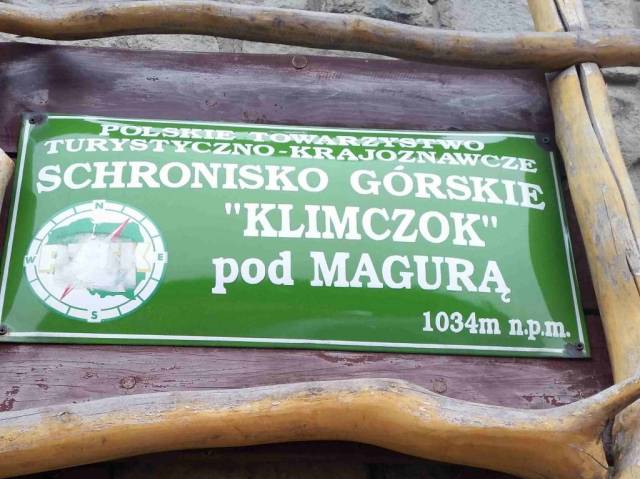 POLSKIE TOWARZYSTWO
TURYSTYCZNO-KRAJOZNAWCZE
SCHRONISKO GÓRSKIE
"KLIMCZOK"
pod MAGURĄ
1034m n.p.m.
N
W
E
S